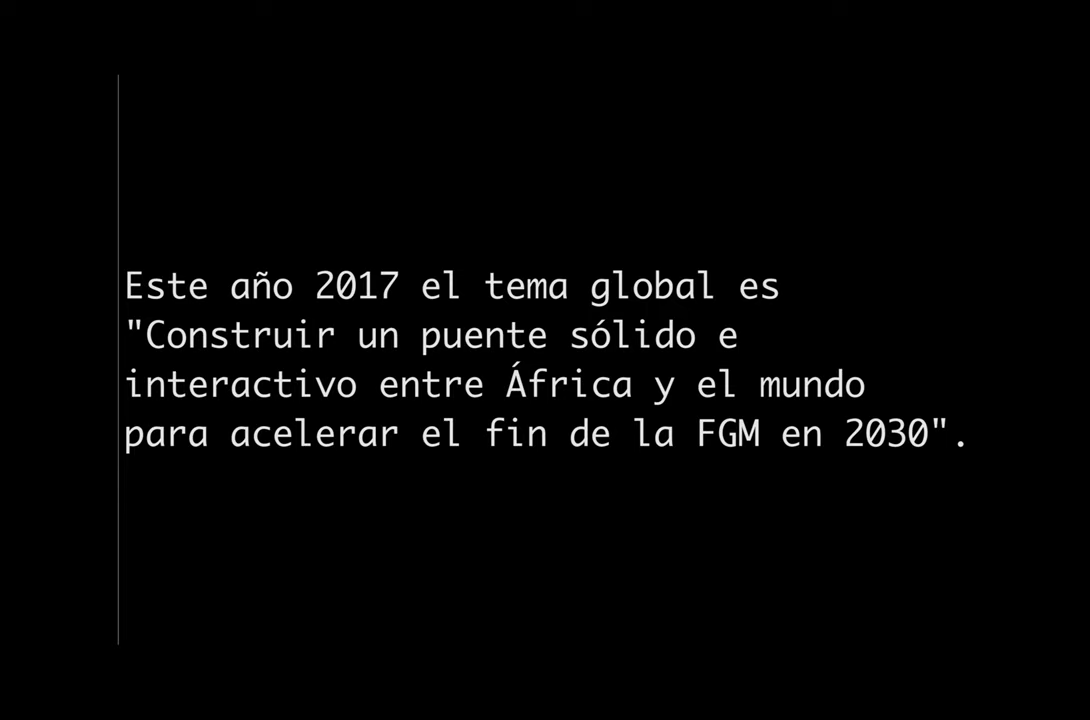 Este año 2017 el tema global es
"Construir un puente sólido e
interactivo entre África y el mundo
para acelerar el fin de la FGM en 2030".